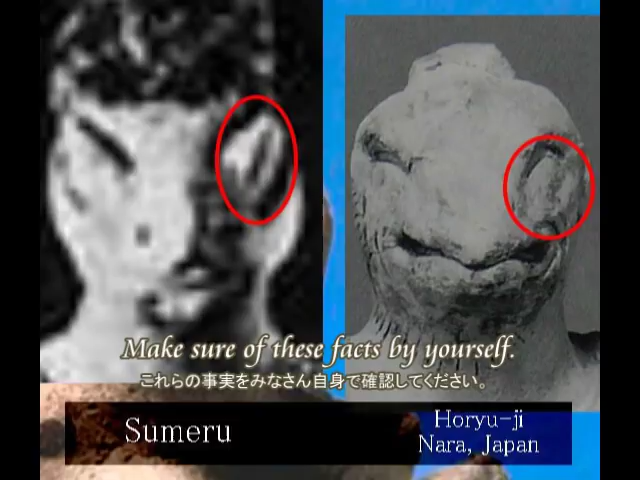 Make sure of these facts by yourself.
これらの事実をみなさん自身で確認してください。
Sumeru
Horyu-ji
Nara, Japan